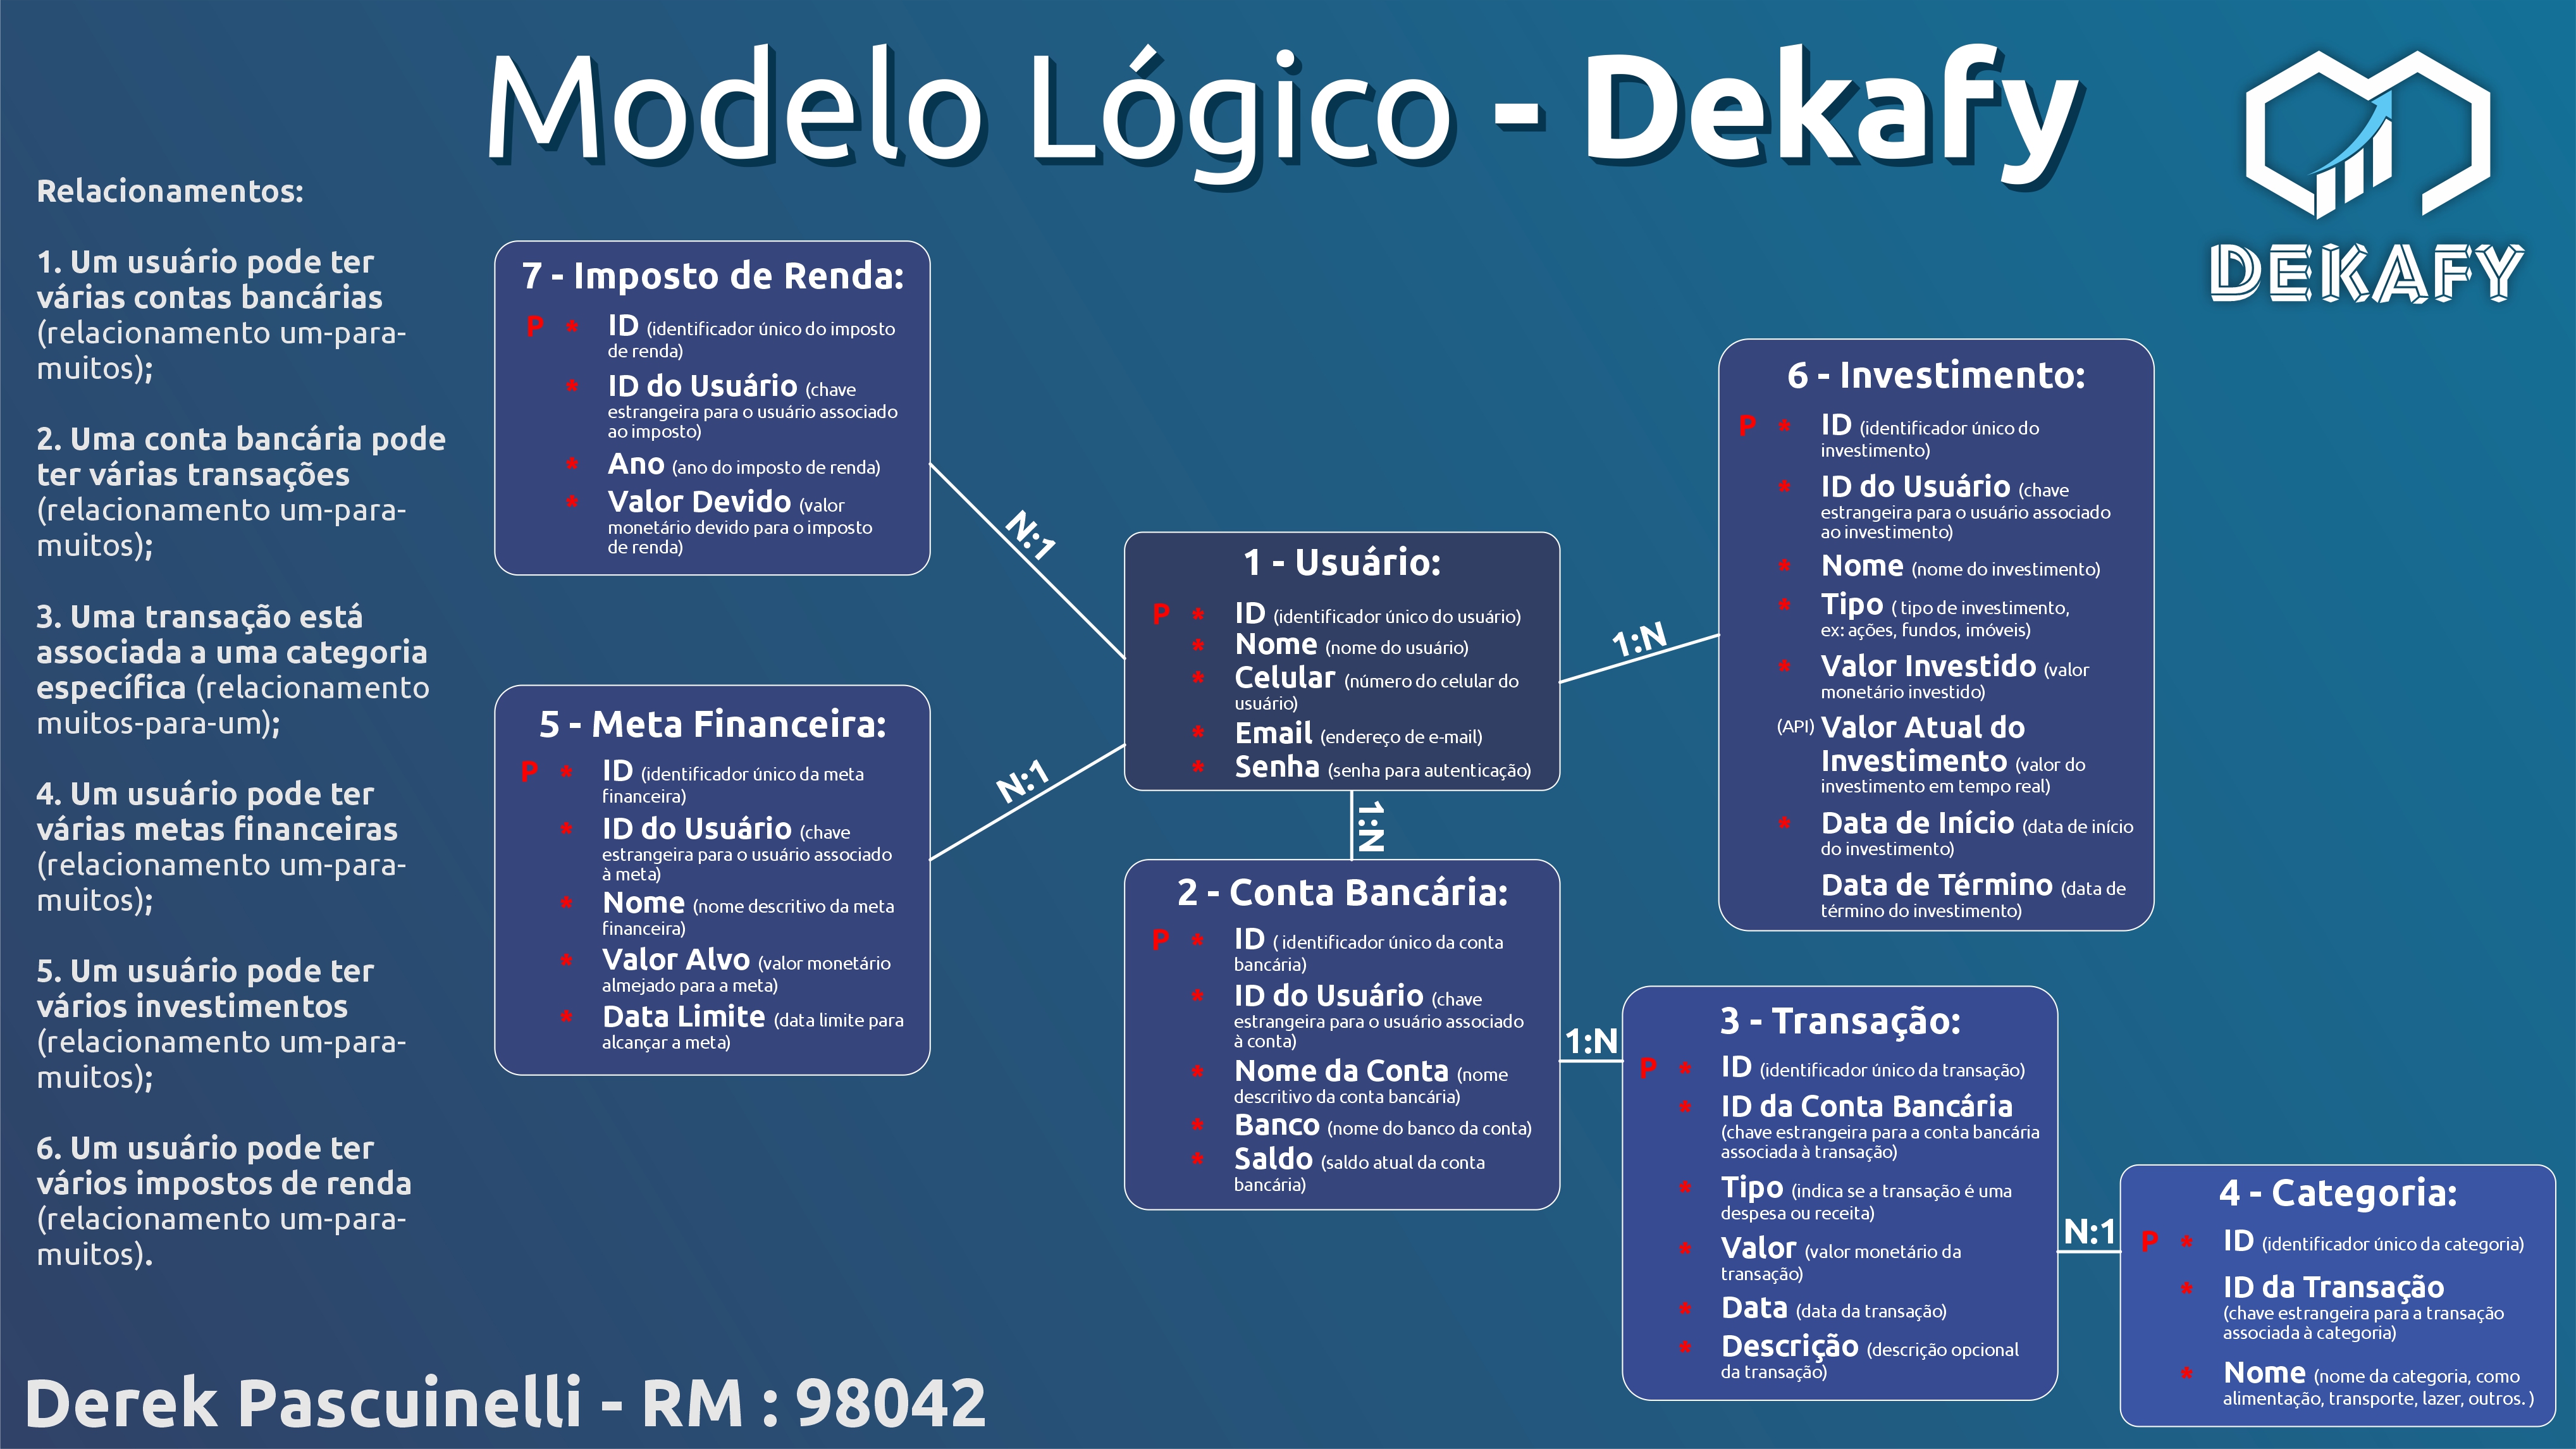 Modelo Lógico - Dekafy
DEKAFY
Relacionamentos:
1. Um usuário pode ter
várias contas bancárias
(relacionamento um-para-
muitos);
2. Uma conta bancária pode
ter várias transações
(relacionamento um-para-
muitos);
3. Uma transação está
associada a uma categoria
específica (relacionamento
muitos-para-um);
4. Um usuário pode ter
várias metas financeiras
(relacionamento um-para-
muitos);
5. Um usuário pode ter
vários investimentos
(relacionamento um-para-
muitos);
6. Um usuário pode ter
vários impostos de renda
(relacionamento um-para-
muitos).
7 - Imposto de Renda:
P * ID (identificador único do imposto
de renda)
* ID do Usuário (chave
estrangeira para o usuário associado
ao imposto)
* Ano (ano do imposto de renda)
* Valor Devido (valor
monetário devido para o imposto
de renda)
N:1
5 - Meta Financeira:
P * ID (identificador único da meta
financeira)
* ID do Usuário (chave
estrangeira para o usuário associado
à meta)
* Nome (nome descritivo da meta
financeira)
* Valor Alvo (valor monetário
almejado para a meta)
* Data Limite (data limite para
alcançar a meta)
N:1
1 - Usuário:
P * ID (identificador único do usuário)
* Nome (nome do usuário)
* Celular (número do celular do
usuário)
* Email (endereço de e-mail)
* Senha (senha para autenticação)
1:N
1:N
2 - Conta Bancária:
P * ID ( identificador único da conta
bancária)
* ID do Usuário (chave
estrangeira para o usuário associado
à conta)
* Nome da Conta (nome
descritivo da conta bancária)
* Banco (nome do banco da conta)
* Saldo (saldo atual da conta
bancária)
1:N
6 - Investimento:
P * ID (identificador único do
investimento)
* ID do Usuário (chave
estrangeira para o usuário associado
ao investimento)
* Nome (nome do investimento)
* Tipo ( tipo de investimento,
ex: ações, fundos, imóveis)
* Valor Investido (valor
monetário investido)
(API) Valor Atual do
Investimento (valor do
investimento em tempo real)
* Data de Início (data de início
do investimento)
Data de Término (data de
término do investimento)
3 - Transação:
P * ID (identificador único da transação)
* ID da Conta Bancária
(chave estrangeira para a conta bancária
associada à transação)
* Tipo (indica se a transação é uma
despesa ou receita)
* Valor (valor monetário da
transação)
* Data (data da transação)
* Descrição (descrição opcional
da transação)
N:1
4 - Categoria:
P * ID (identificador único da categoria)
* ID da Transação
(chave estrangeira para a transação
associada à categoria)
* Nome (nome da categoria, como
alimentação, transporte, lazer, outros. )
Derek Pascuinelli - RM : 98042